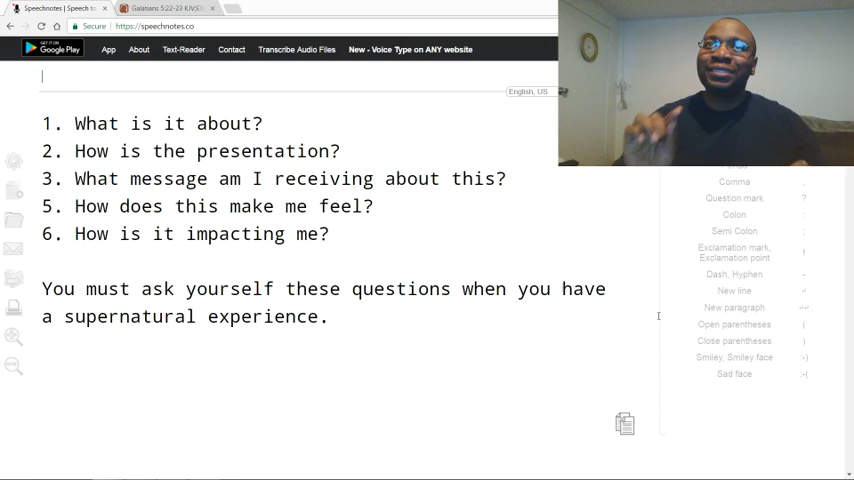 Speechnotes | Speech to
Galatians 5:22-23 KJV;
Secure
https://speechnotes.co
GET IT ON
Google Play
App
About
Text-Reader
Contact
Transcribe Audio Files
New - Voice Type on ANY website
English, US
1. What is it about?
2. How is the presentation?
3. What message am I receiving about this?
5. How does this make me feel?
6. How is it impacting me?
You must ask yourself these questions when you have
a supernatural experience.
Comma ,
Question mark ?
Colon :
Semi Colon ;
Exclamation mark,
Exclamation point !
Dash, Hyphen -
New line ↵
New paragraph ↵↵
Open parentheses (
Close parentheses )
Smiley, Smiley face :-)
Sad face :-(